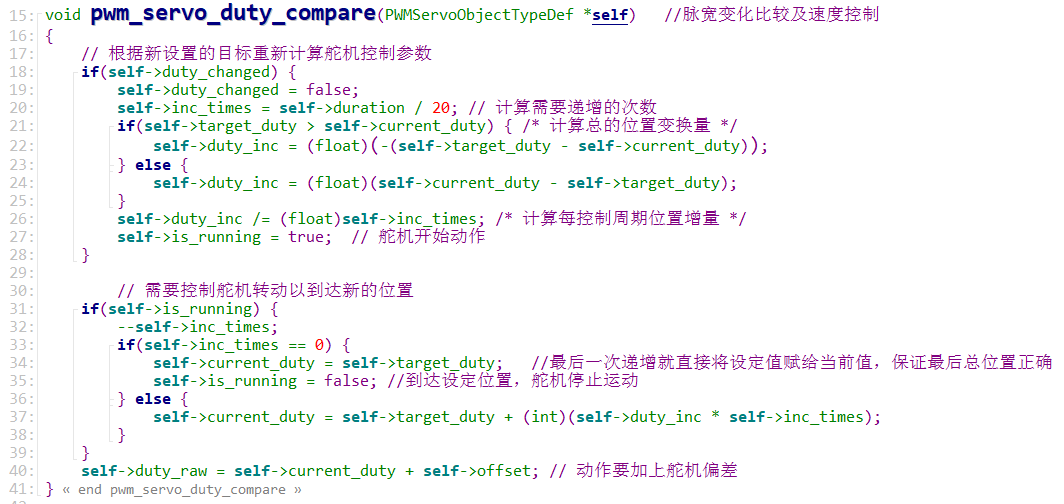 15: void pwm_servo_duty_compare(PWMServoObjectTypeDef *self)   //脉宽变化比较及速度控制
16: {
17:     // 根据新设置的目标重新计算舵机控制参数
18:     if(self->duty_changed) {
19:         self->duty_changed = false;
20:         self->inc_times = self->duration / 20; // 计算需要递增的次数
21:         if(self->target_duty > self->current_duty) { /* 计算总的位置变换量 */
22:             self->duty_inc = (float)(-(self->target_duty - self->current_duty));
23:         } else {
24:             self->duty_inc = (float)(self->current_duty - self->target_duty);
25:         }
26:         self->duty_inc /= (float)self->inc_times; /* 计算每控制周期位置增量 */
27:         self->is_running = true;  // 舵机开始动作
28:     }
29:
30:         // 需要控制舵机转动以到达新的位置
31:     if(self->is_running) {
32:         --self->inc_times;
33:         if(self->inc_times == 0) {
34:             self->current_duty = self->target_duty;   //最后一次递增就直接将设定值赋给当前值，保证最后总位置正确
35:             self->is_running = false; //到达设定位置，舵机停止运动
36:         } else {
37:             self->current_duty = self->target_duty + (int)(self->duty_inc * self->inc_times);
38:         }
39:     }
40:     self->duty_raw = self->current_duty + self->offset; // 动作要加上舵机偏差
41: } « end pwm_servo_duty_compare »